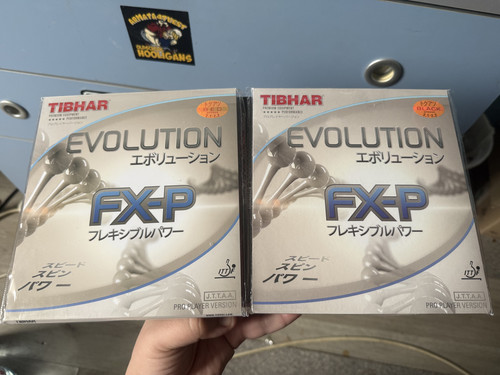 TIBHAR
EVOLUTION
エボリューション
FX-P
フレキシブルパワー
スピード
スピン
パワー
J.T.T.A.A.
PRO PLAYER VERSION
TIBHAR
BLACK
EVOLUTION
エボリューション
FX-P
フレキシブルパワー
スピード
スピン
パワー
ITT
J.T.T.A.A.
PRO PLAYER VERSION
HOOLIGANS